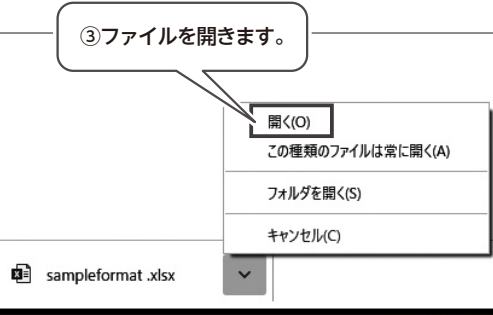 ③ファイルを開きます。
開く(O)
この種類のファイルは常に開く(A)
フォルダを開く(S)
キャンセル(C)
sampleformat .xlsx